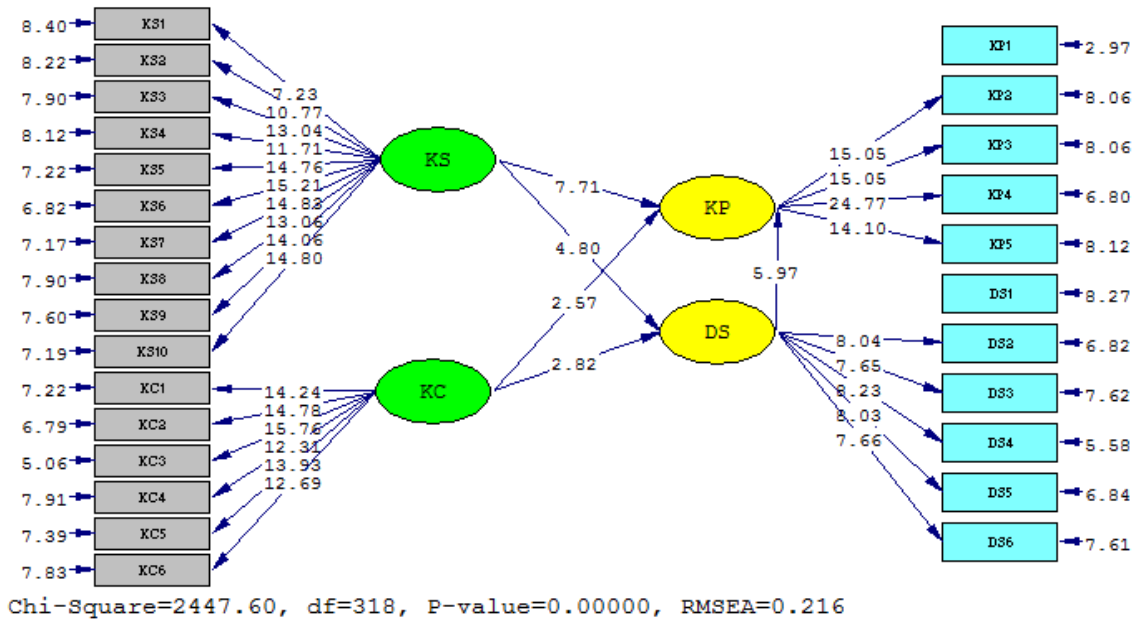 8.40 KS1
8.22 KS2
7.90 KS3
8.12 KS4
7.22 KS5
6.82 KS6
7.17 KS7
7.90 KS8
7.60 KS9
7.19 KS10
7.22 KC1
6.79 KC2
5.06 KC3
7.91 KC4
7.39 KC5
7.83 KC6
7.23
10.77
13.04
11.71
14.76
15.21
14.83
13.06
14.06
14.80
14.24
14.78
15.76
12.31
13.93
12.69
KS
KC
7.71
4.80
2.57
2.82
KP
5.97
DS
15.05
15.05
24.77
14.10
8.04
7.65
8.23
8.03
7.66
KP1 2.97
KP2 8.06
KP3 8.06
KP4 6.80
KP5 8.12
DS1 8.27
DS2 6.82
DS3 7.62
DS4 5.58
DS5 6.84
DS6 7.61
Chi-Square=2447.60, df=318, P-value=0.00000, RMSEA=0.216